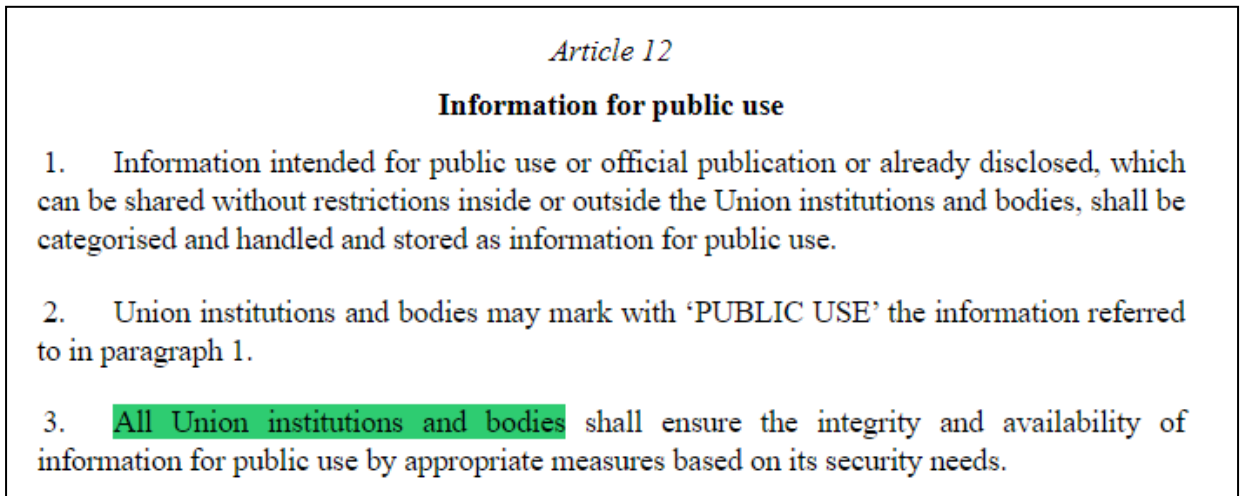 Article 12
Information for public use
1. Information intended for public use or official publication or already disclosed, which
can be shared without restrictions inside or outside the Union institutions and bodies, shall be
categorised and handled and stored as information for public use.
2. Union institutions and bodies may mark with ‘PUBLIC USE’ the information referred
to in paragraph 1.
3. All Union institutions and bodies shall ensure the integrity and availability of
information for public use by appropriate measures based on its security needs.